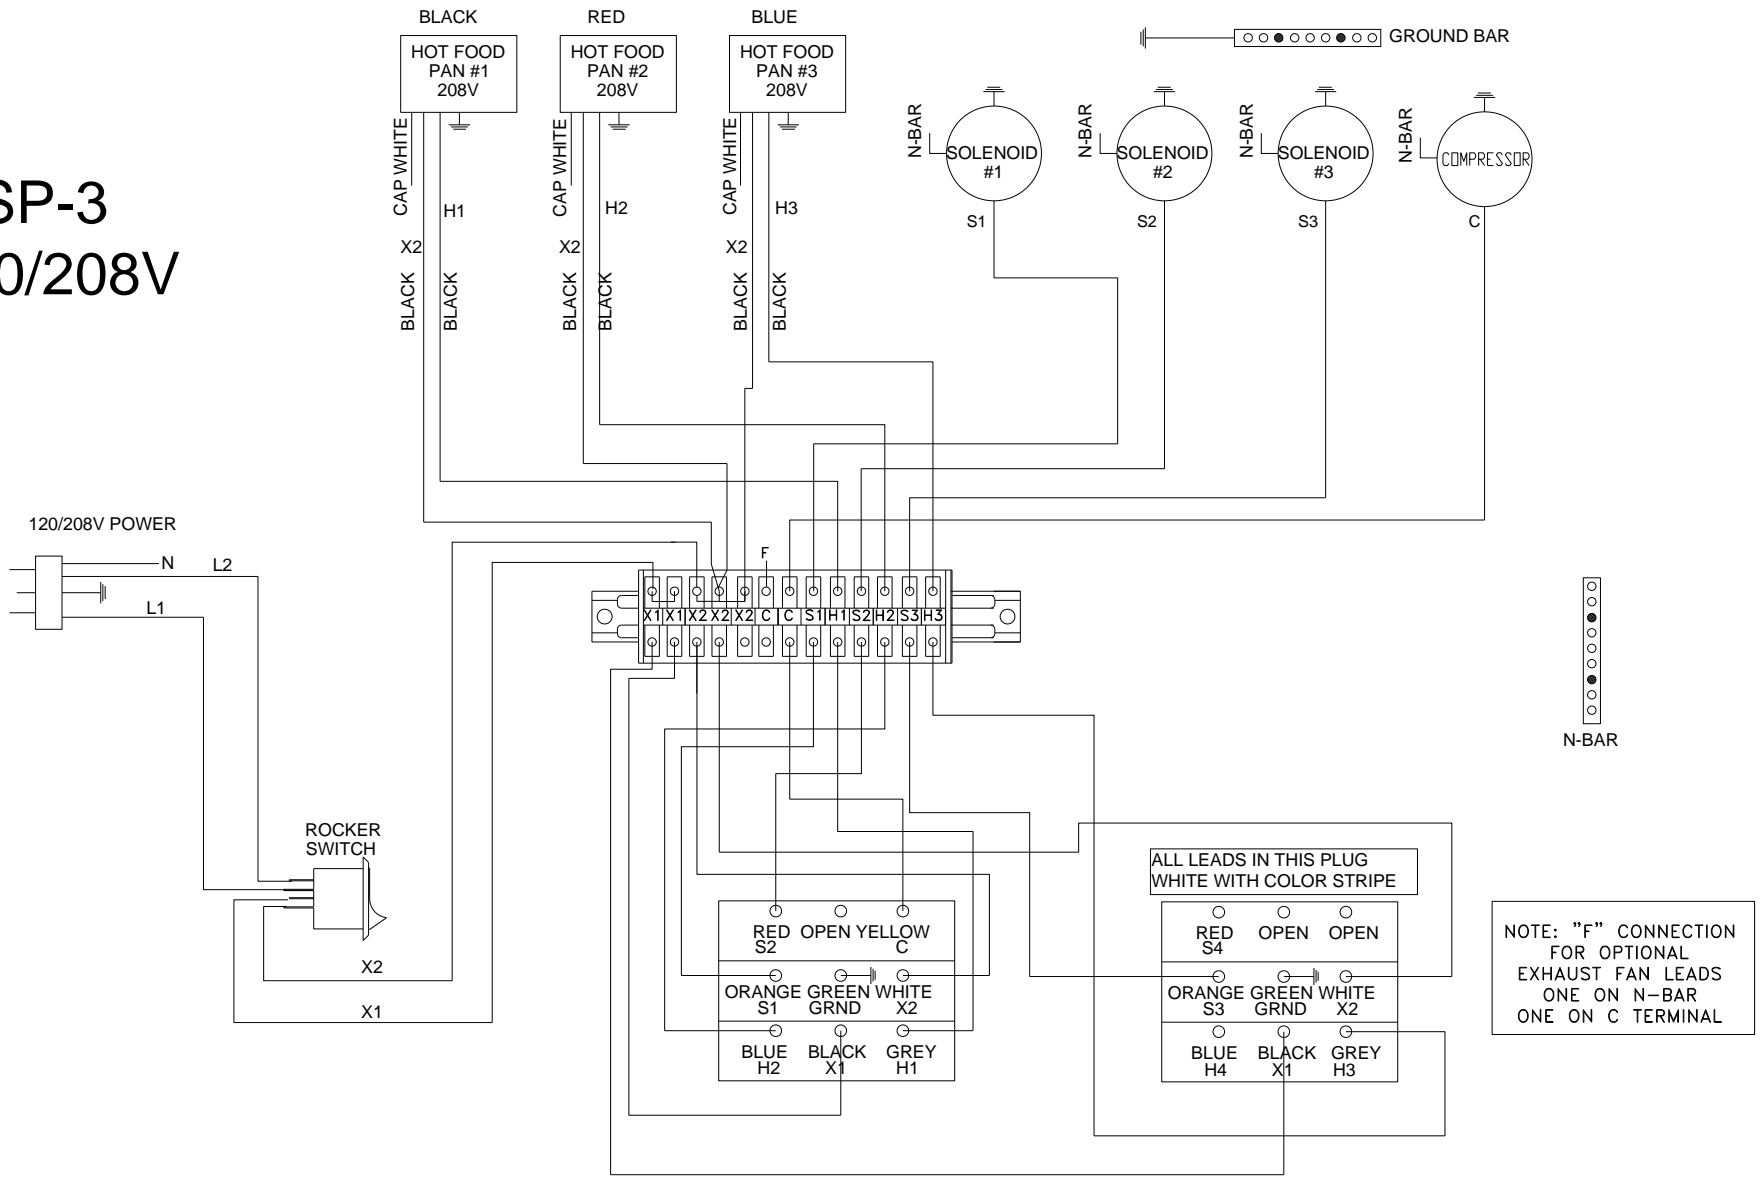 BLACK
RED
BLUE
HOT FOOD
PAN #1
208V
HOT FOOD
PAN #2
208V
HOT FOOD
PAN #3
208V
GROUND BAR
CAP WHITE
CAP WHITE
CAP WHITE
N-BAR
N-BAR
N-BAR
N-BAR
SOLENOID
#1
SOLENOID
#2
SOLENOID
#3
COMPRESSOR
SP-3
0/208V
H1
H2
H3
S1
S2
S3
C
X2
X2
X2
BLACK
BLACK
BLACK
BLACK
BLACK
BLACK
120/208V POWER
N
L2
L1
F
X1 X1 X2 X2 X2 C C S1 H1 S2 H2 S3 H3
N-BAR
ROCKER
SWITCH
X2
X1
RED OPEN YELLOW
S2 C
ORANGE GREEN WHITE
S1 GRND X2
BLUE BLACK GREY
H2 X1 H1
ALL LEADS IN THIS PLUG
WHITE WITH COLOR STRIPE
RED OPEN OPEN
S4
ORANGE GREEN WHITE
S3 GRND X2
BLUE BLACK GREY
H4 X1 H3
NOTE: "F" CONNECTION
FOR OPTIONAL
EXHAUST FAN LEADS
ONE ON N-BAR
ONE ON C TERMINAL